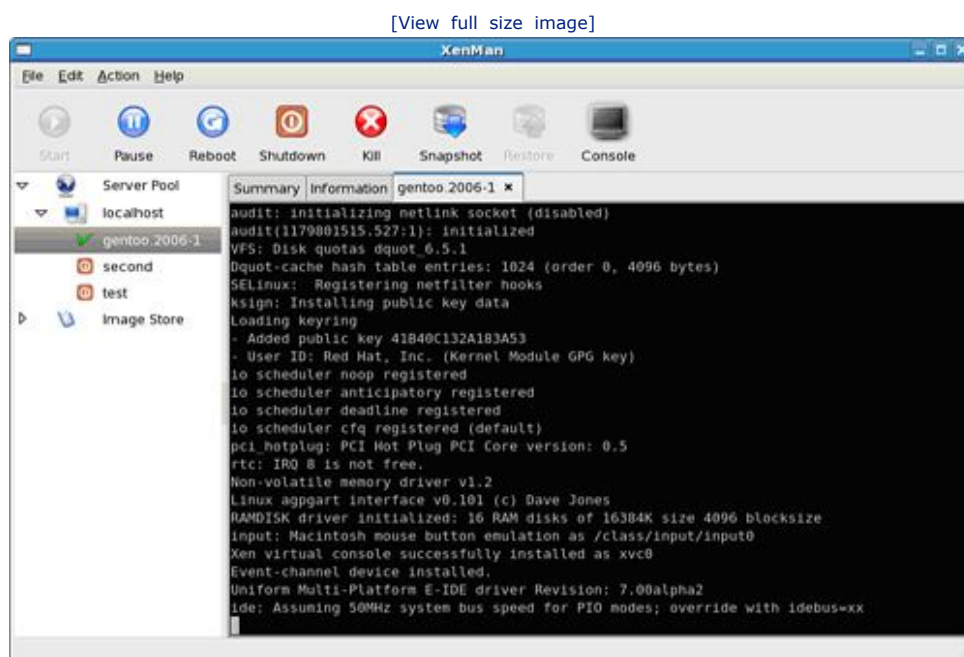 [View full size image]
XenMan
File Edit Action Help
Start Pause Reboot Shutdown Kill Snapshot Restore Console
Server Pool
localhost
gentoo.2006-1
second
test
Image Store
Summary Information gentoo.2006-1
audit: initializing netlink socket (disabled)
audit(1179801515.527:1): initialized
VFS: Disk quotas dquot_6.5.1
Dquot-cache hash table entries: 1024 (order 0, 4096 bytes)
SELinux:  Registering netfilter hooks
ksign: Installing public key data
Loading keyring
- Added public key 41B40C132A183A53
- User ID: Red Hat, Inc. (Kernel Module GPG key)
io scheduler noop registered
io scheduler anticipatory registered
io scheduler deadline registered
io scheduler cfq registered (default)
pci_hotplug: PCI Hot Plug PCI Core version: 0.5
rtc: IRQ 8 is not free.
Non-volatile memory driver v1.2
Linux agpgart interface v0.101 (c) Dave Jones
RAMDISK driver initialized: 16 RAM disks of 16384K size 4096 blocksize
input: Macintosh mouse button emulation as /class/input/input0
Xen virtual console successfully installed as xvc0
Event-channel device installed.
Uniform Multi-Platform E-IDE driver Revision: 7.00alpha2
ide: Assuming 50MHz system bus speed for PIO modes; override with idebus=xx